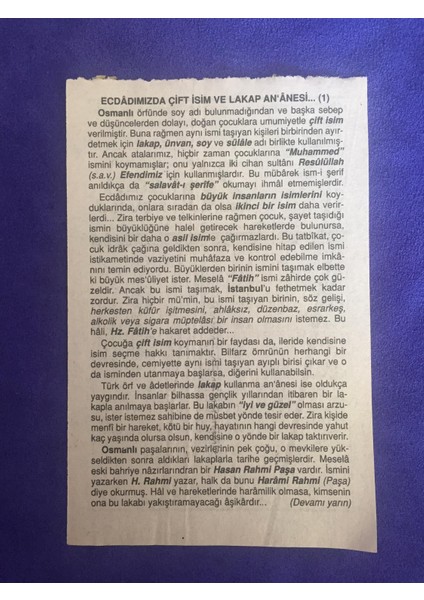 ECDÂDIMIZDA ÇİFT İSİM VE LAKAP AN'ÂNESİ... (1)
Osmanlı örfünde soy adı bulunmadığından ve başka sebep
ve düşüncelerden dolayı, doğan çocuklara umumiyetle çift isim
verilmiştir. Buna rağmen aynı ismi taşıyan kişileri birbirinden ayır-
detmek için lakap, ünvan, soy ve sülâle adı birlikte kullanılmış-
tır. Ancak atalarımız, hiçbir zaman çocuklarına "Muhammed"
ismini koymamışlar; onu yalnızca iki cihan sultânı Resûlüllah
(s.a.v.) Efendimiz için kullanmışlardır. Bu mübârek ism-i şerif
anıldıkça da "salavât-ı şerîfe" okumayı ihmâl etmemişlerdir.
Ecdâdımız çocuklarına büyük insanların isimlerini koy-
duklarında, onlara sıradan da olsa ikinci bir isim daha verir-
lerdi... Zira terbiye ve telkinlerine rağmen çocuk, şayet taşıdığı
ismin büyüklüğüne halel getirecek hareketlerde bulunursa,
kendisini bir daha o asil isimle çağırmazlardı. Bu tatbîkat, ço-
cuk idrâk çağına geldikten sonra, kendisine hitap edilen ismi
istikametinde vaziyetini muhâfaza ve kontrol edebilme imkâ-
nını temin ediyordu. Büyüklerden birinin ismini taşımak elbette
ki büyük mes'ûliyet ister. Meselâ "Fâtih" ismi zâhirde çok gü-
zeldir. Ancak bu ismi taşımak, İstanbul'u fethetmek kadar
zordur. Zira hiçbir mü'min, bu ismi taşıyan birinin, söz gelişi,
herkesten küfür işitmesini, ahlâksız, düzenbaz, esrarkeş,
alkolik veya sigara müptelâsı bir insan olmasını istemez. Bu
hâli, Hz. Fâtih'e hakaret addeder...
Çocuğa çift isim koymanın bir faydası da, ileride kendisine
isim seçme hakkı tanımaktır. Bilfarz ömrünün herhangi bir
devresinde, cemiyette aynı ismi taşıyan ayıplı birisi çıkar ve o
da isminden utanmaya başlarsa, diğerini kullanabilsin.
Türk örf ve âdetlerinde lakap kullanma an'ânesi ise oldukça
yaygındır. İnsanlar bilhassa gençlik yıllarından itibaren bir la-
kapla anılmaya başlarlar. Bu lakabın "iyi ve güzel" olması arzu-
su, ister istemez sahibine de müsbet yönde tesir eder. Zira kişide
menfî bir hareket, kötü bir huy, hayatının hangi devresinde yahut
kaç yaşında olursa olsun, kendisine o yönde bir lakap taktırıverir.
Osmanlı paşalarının, vezirlerinin pek çoğu, o mevkilere yük-
seldikten sonra aldıkları lakaplarla tarihe geçmişlerdir. Meselâ
eski bahriye nâzırlarından bir Hasan Rahmi Paşa vardır. İsmini
yazarken H. Rahmi yazar, halk da bunu Harâmi Rahmi (Paşa)
diye okurmuş. Hâl ve hareketlerinde harâmilik olmasa, kimsenin
ona bu lakabı yakıştıramayacağı âşikârdır... (Devamı yarın)